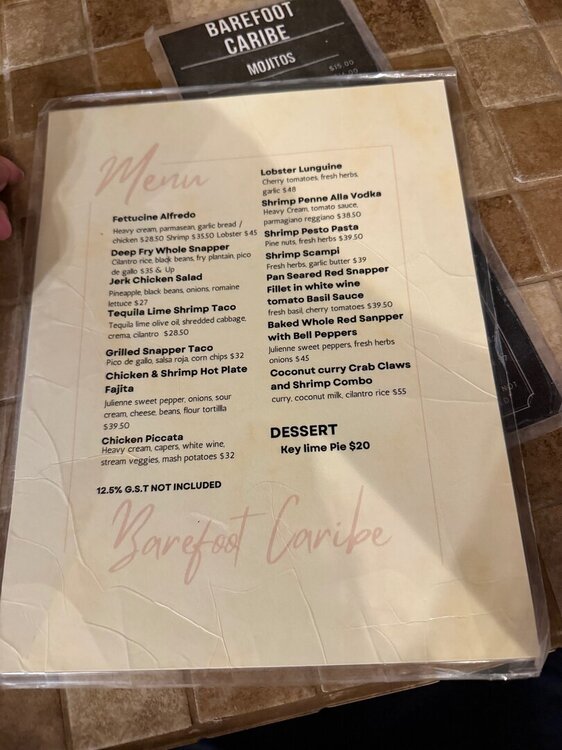 BAREFOOT
CARIBE
MOJITOS
$15.00
Menu
Fettucine Alfredo
Heavy cream, parmasean, garlic bread /
chicken $28.50 Shrimp $35.50 Lobster $45
Deep Fry Whole Snapper
Cilantro rice, black beans, fry plantain, pico
de gallo $35 & Up
Jerk Chicken Salad
Pineapple, black beans, onions, romaine
lettuce $27
Tequila Lime Shrimp Taco
Tequila lime olive oil, shredded cabbage,
crema, cilantro $28.50
Grilled Snapper Taco
Pico de gallo, salsa roja, corn chips $32
Chicken & Shrimp Hot Plate
Fajita
Julienne sweet pepper, onions, sour
cream, cheese, beans, flour tortillla
$39.50
Chicken Piccata
Heavy cream, capers, white wine,
stream veggies, mash potatoes $32
12.5% G.S.T NOT INCLUDED
Lobster Lunguine
Cherry tomatoes, fresh herbs,
garlic $48
Shrimp Penne Alla Vodka
Heavy Cream, tomato sauce,
parmagiano reggiano $38.50
Shrimp Pesto Pasta
Pine nuts, fresh herbs $39.50
Shrimp Scampi
Fresh herbs, garlic butter $39
Pan Seared Red Snapper
Fillet in white wine
tomato Basil Sauce
fresh basil, cherry tomatoes $39.50
Baked Whole Red Sanpper
with Bell Peppers
Julienne sweet peppers, fresh herbs
onions $45
Coconut curry Crab Claws
and Shrimp Combo
curry, coconut milk, cilantro rice $55
DESSERT
Key lime Pie $20
Barefoot Caribe